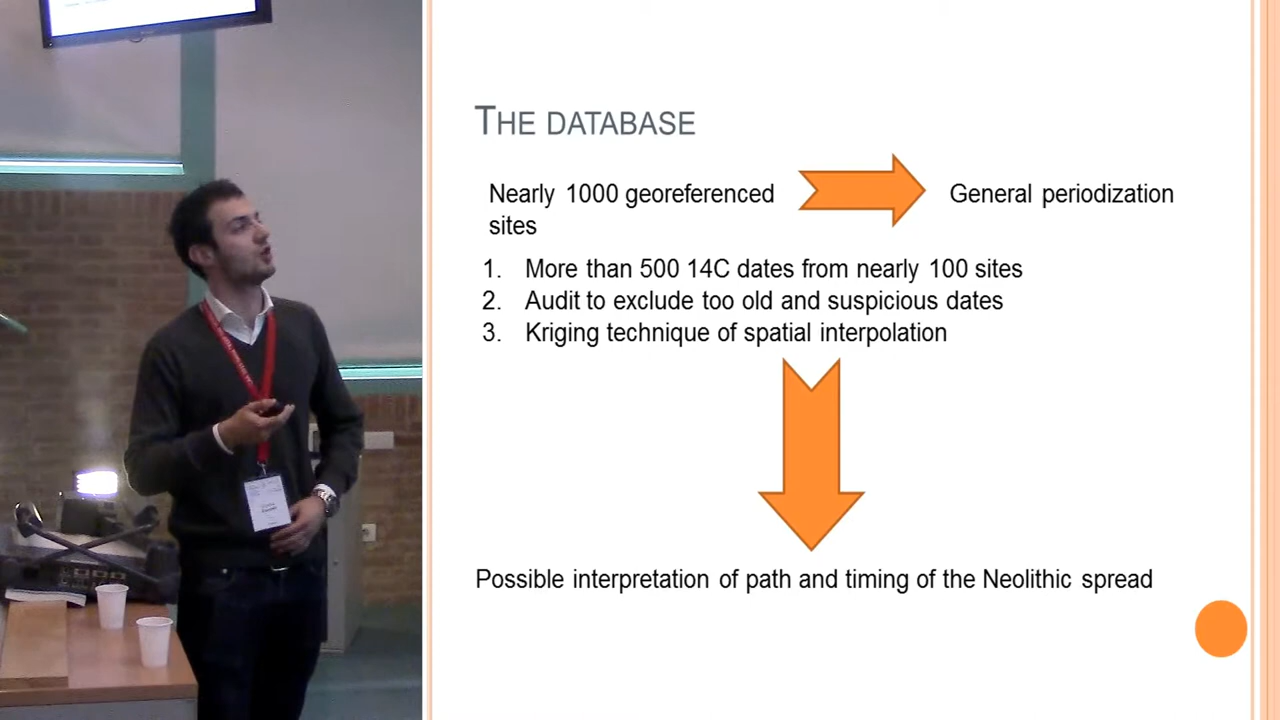 THE DATABASE
Nearly 1000 georeferenced
sites
General periodization
1. More than 500 14C dates from nearly 100 sites
2. Audit to exclude too old and suspicious dates
3. Kriging technique of spatial interpolation
Possible interpretation of path and timing of the Neolithic spread